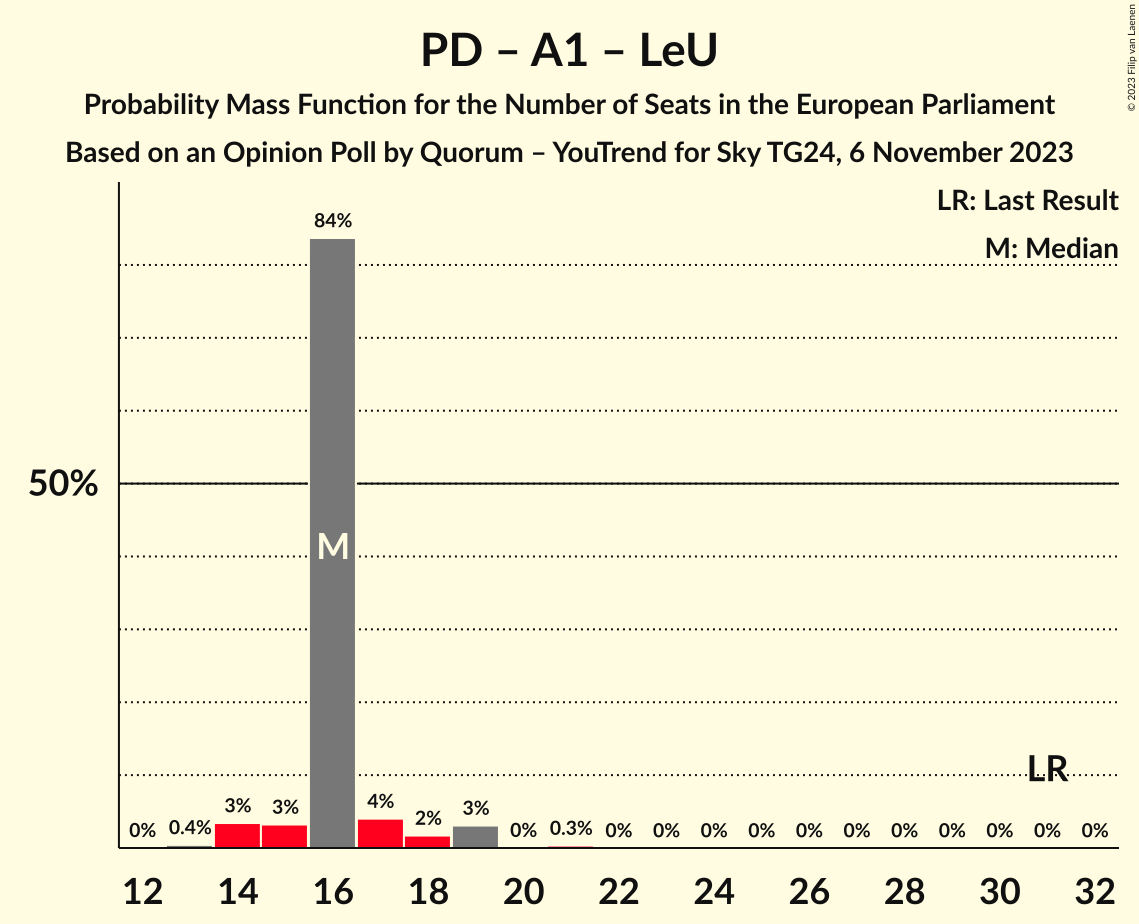 PD – A1 – LeU
Probability Mass Function for the Number of Seats in the European Parliament
Based on an Opinion Poll by Quorum – YouTrend for Sky TG24, 6 November 2023
© 2023 Filip van Laenen
LR: Last Result
M: Median
84%
50%
M
LR
0% 0.4% 3% 3% 4% 2% 3% 0% 0.3% 0% 0% 0% 0% 0% 0% 0% 0% 0% 0% 0%
12 14 16 18 20 22 24 26 28 30 32